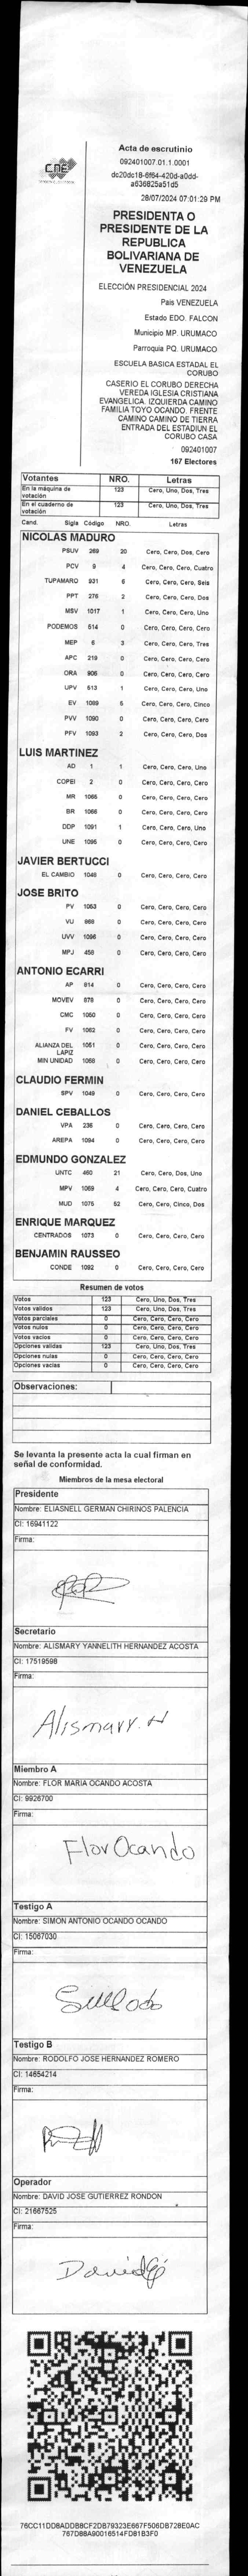 CNE
Acta de escrutinio
092401007.01.1.0001
dc20dc18-6f64-420d-a0dd-
a636825a51d5
28/07/2024 07:01:29 PM
PRESIDENTA O
PRESIDENTE DE LA
REPUBLICA
BOLIVARIANA DE
VENEZUELA
ELECCIÓN PRESIDENCIAL 2024
Pais VENEZUELA
Estado EDO. FALCON
Municipio MP. URUMACO
Parroquia PQ. URUMACO
ESCUELA BASICA ESTADAL EL
CORUBO
CASERIO EL CORUBO DERECHA
VEREDA IGLESIA CRISTIANA
EVANGELICA. IZQUIERDA CAMINO
FAMILIA TOYO OCANDO. FRENTE
CAMINO CAMINO DE TIERRA
ENTRADA DEL ESTADIUN EL
CORUBO CASA
092401007
167 Electores
Votantes NRO. Letras
En la máquina de votación 123 Cero, Uno, Dos, Tres
En el cuaderno de votación 123 Cero, Uno, Dos, Tres
Cand. Sigla Código NRO. Letras
NICOLAS MADURO
PSUV 269 20 Cero, Cero, Dos, Cero
PCV 9 4 Cero, Cero, Cero, Cuatro
TUPAMARO 931 6 Cero, Cero, Cero, Seis
PPT 276 2 Cero, Cero, Cero, Dos
MSV 1017 1 Cero, Cero, Cero, Uno
PODEMOS 514 0 Cero, Cero, Cero, Cero
MEP 6 3 Cero, Cero, Cero, Tres
APC 219 0 Cero, Cero, Cero, Cero
ORA 906 0 Cero, Cero, Cero, Cero
UPV 513 1 Cero, Cero, Cero, Uno
EV 1089 5 Cero, Cero, Cero, Cinco
PVV 1090 0 Cero, Cero, Cero, Cero
PFV 1093 2 Cero, Cero, Cero, Dos
LUIS MARTINEZ
AD 1 1 Cero, Cero, Cero, Uno
COPEI 2 0 Cero, Cero, Cero, Cero
MR 1065 0 Cero, Cero, Cero, Cero
BR 1066 0 Cero, Cero, Cero, Cero
DDP 1091 1 Cero, Cero, Cero, Uno
UNE 1095 0 Cero, Cero, Cero, Cero
JAVIER BERTUCCI
EL CAMBIO 1048 0 Cero, Cero, Cero, Cero
JOSE BRITO
PV 1053 0 Cero, Cero, Cero, Cero
VU 968 0 Cero, Cero, Cero, Cero
UVV 1096 0 Cero, Cero, Cero, Cero
MPJ 458 0 Cero, Cero, Cero, Cero
ANTONIO ECARRI
AP 814 0 Cero, Cero, Cero, Cero
MOVEV 879 0 Cero, Cero, Cero, Cero
CMC 1050 0 Cero, Cero, Cero, Cero
FV 1062 0 Cero, Cero, Cero, Cero
ALIANZA DEL LAPIZ 1051 0 Cero, Cero, Cero, Cero
MIN UNIDAD 1068 0 Cero, Cero, Cero, Cero
CLAUDIO FERMIN
SPV 1049 0 Cero, Cero, Cero, Cero
DANIEL CEBALLOS
VPA 236 0 Cero, Cero, Cero, Cero
AREPA 1094 0 Cero, Cero, Cero, Cero
EDMUNDO GONZALEZ
UNTC 460 21 Cero, Cero, Dos, Uno
MPV 1069 4 Cero, Cero, Cero, Cuatro
MUD 1075 52 Cero, Cero, Cinco, Dos
ENRIQUE MARQUEZ
CENTRADOS 1073 0 Cero, Cero, Cero, Cero
BENJAMIN RAUSSEO
CONDE 1092 0 Cero, Cero, Cero, Cero
Resumen de votos
Votos 123 Cero, Uno, Dos, Tres
Votos validos 123 Cero, Uno, Dos, Tres
Votos parciales 0 Cero, Cero, Cero, Cero
Votos nulos 0 Cero, Cero, Cero, Cero
Votos vacios 0 Cero, Cero, Cero, Cero
Opciones validas 123 Cero, Uno, Dos, Tres
Opciones nulas 0 Cero, Cero, Cero, Cero
Opciones vacias 0 Cero, Cero, Cero, Cero
Observaciones:
Se levanta la presente acta la cual firman en
señal de conformidad.
Miembros de la mesa electoral
Presidente
Nombre: ELIASNELL GERMAN CHIRINOS PALENCIA
CI: 16941122
Firma:
Secretario
Nombre: ALISMARY YANNELITH HERNANDEZ ACOSTA
CI: 17519598
Firma:
Alismary. H
Miembro A
Nombre: FLOR MARIA OCANDO ACOSTA
CI: 9926700
Firma:
Flor Ocando
Testigo A
Nombre: SIMON ANTONIO OCANDO OCANDO
CI: 15067030
Firma:
Testigo B
Nombre: RODOLFO JOSE HERNANDEZ ROMERO
CI: 14654214
Firma:
Operador
Nombre: DAVID JOSE GUTIERREZ RONDON
CI: 21667525
Firma:
76CC11DD8ADDB8CF2DB79323E667F506DB728E0AC
767D88A90016514FD81B3F0